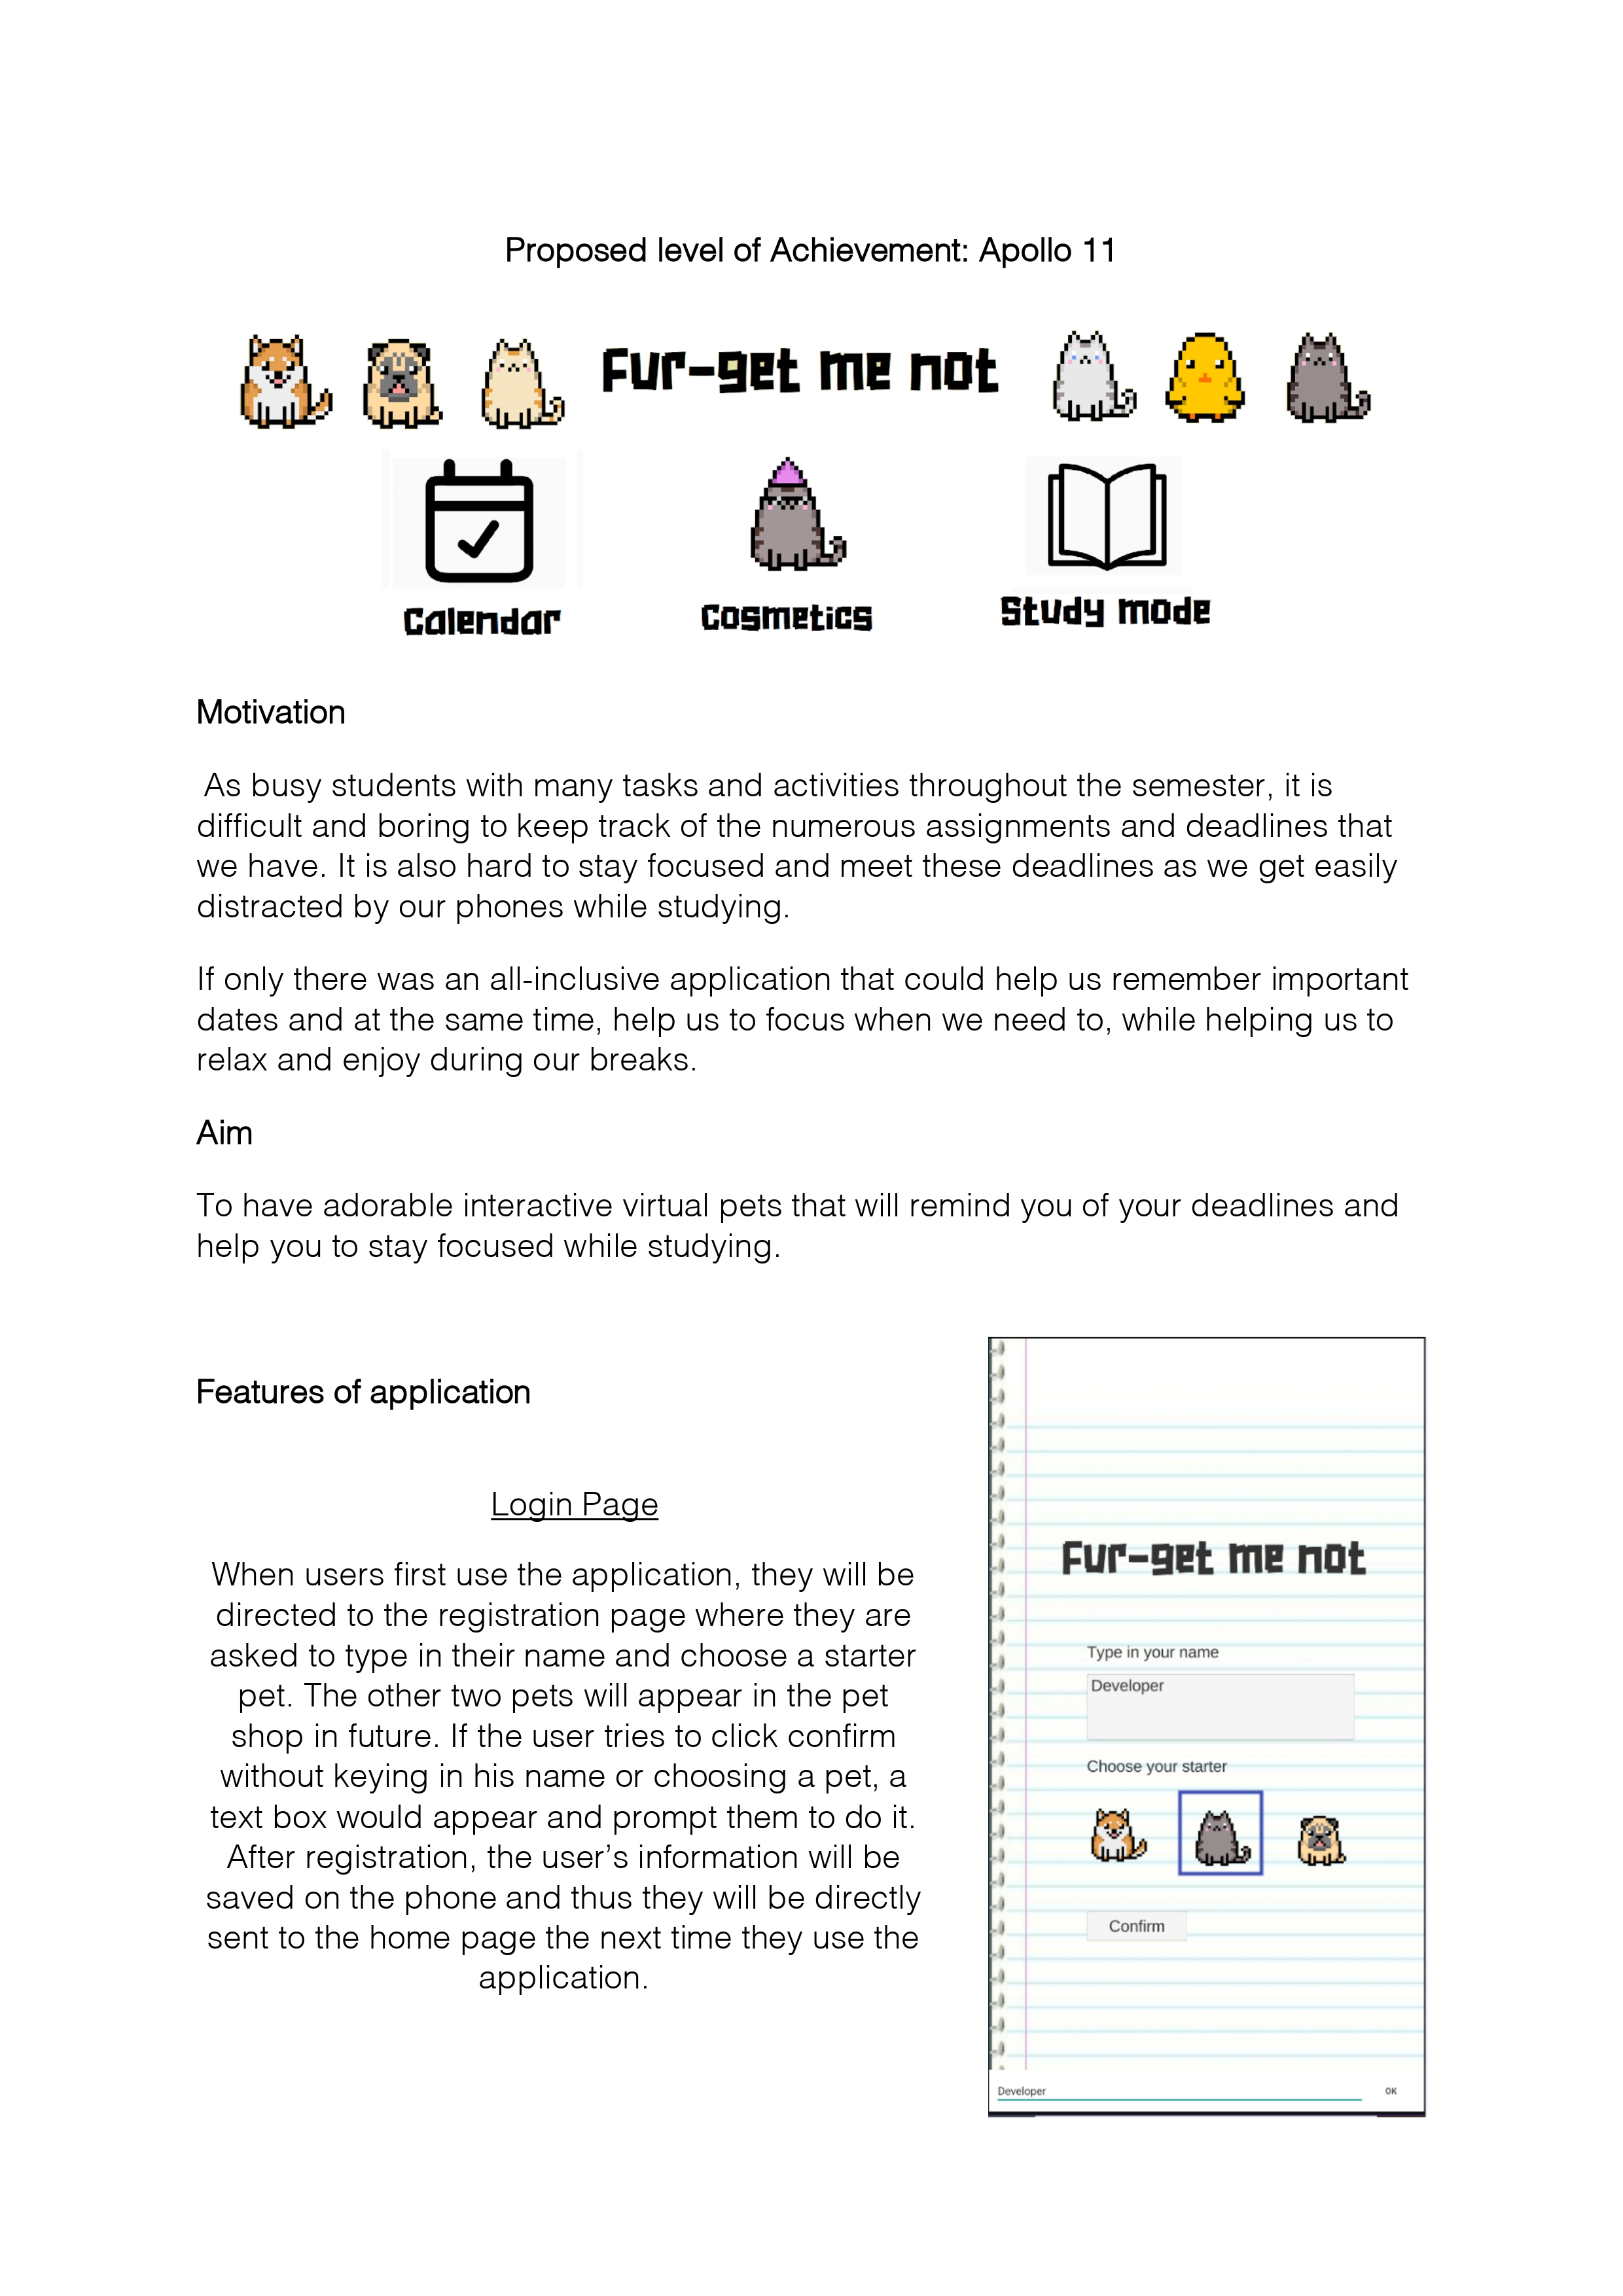 Proposed level of Achievement: Apollo 11
Fur-get me not
Calendar
Cosmetics
Study mode
Motivation
As busy students with many tasks and activities throughout the semester, it is
difficult and boring to keep track of the numerous assignments and deadlines that
we have. It is also hard to stay focused and meet these deadlines as we get easily
distracted by our phones while studying.
If only there was an all-inclusive application that could help us remember important
dates and at the same time, help us to focus when we need to, while helping us to
relax and enjoy during our breaks.
Aim
To have adorable interactive virtual pets that will remind you of your deadlines and
help you to stay focused while studying.
Features of application
Login Page
When users first use the application, they will be
directed to the registration page where they are
asked to type in their name and choose a starter
pet. The other two pets will appear in the pet
shop in future. If the user tries to click confirm
without keying in his name or choosing a pet, a
text box would appear and prompt them to do it.
After registration, the user’s information will be
saved on the phone and thus they will be directly
sent to the home page the next time they use the
application.
Fur-get me not
Type in your name
Developer
Choose your starter
Confirm
Developer
OK